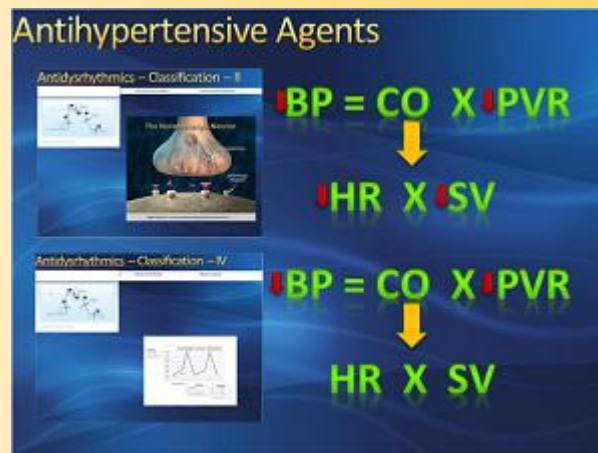 Antihypertensive Agents
Antidysrhythmics – Classification – II
BP = CO X PVR
HR X SV
Antidysrhythmics – Classification – IV
BP = CO X PVR
HR X SV